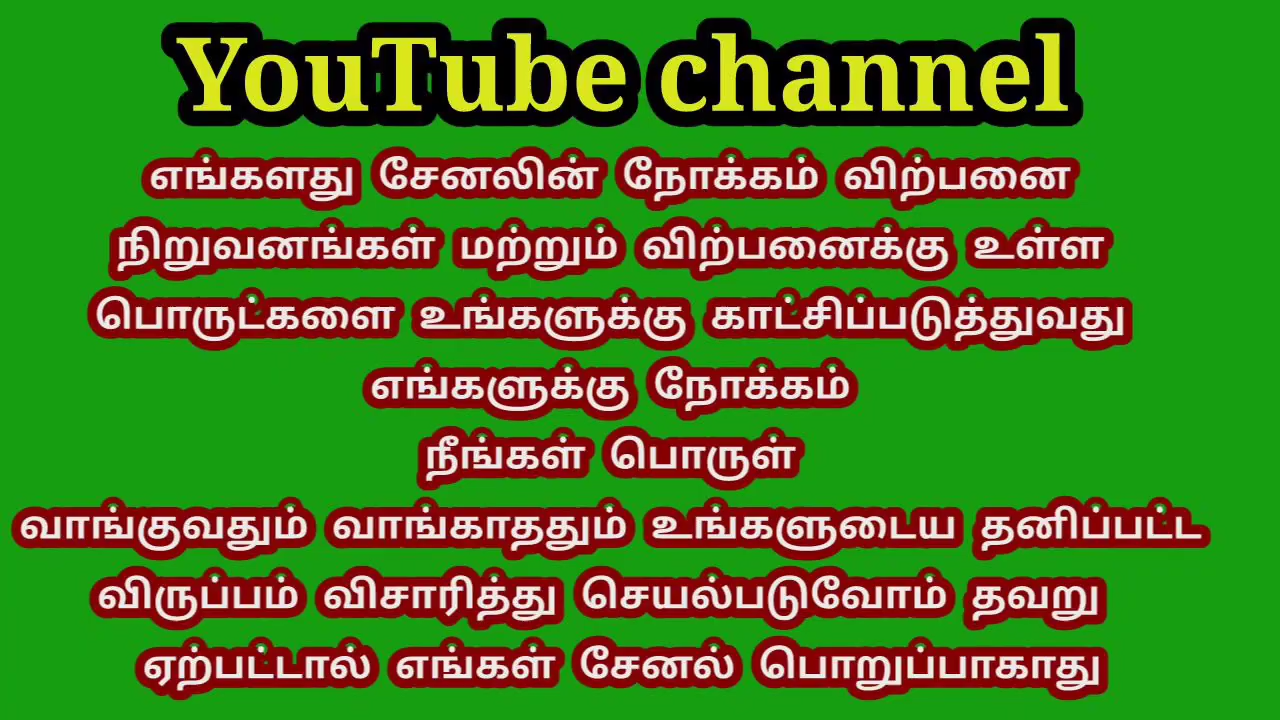 YouTube channel
எங்களது சேனலின் நோக்கம் விற்பனை
நிறுவனங்கள் மற்றும் விற்பனைக்கு உள்ள
பொருட்களை உங்களுக்கு காட்சிப்படுத்துவது
எங்களுக்கு நோக்கம்
நீங்கள் பொருள்
வாங்குவதும் வாங்காததும் உங்களுடைய தனிப்பட்ட
விருப்பம் விசாரித்து செயல்படுவோம் தவறு
ஏற்பட்டால் எங்கள் சேனல் பொறுப்பாகாது